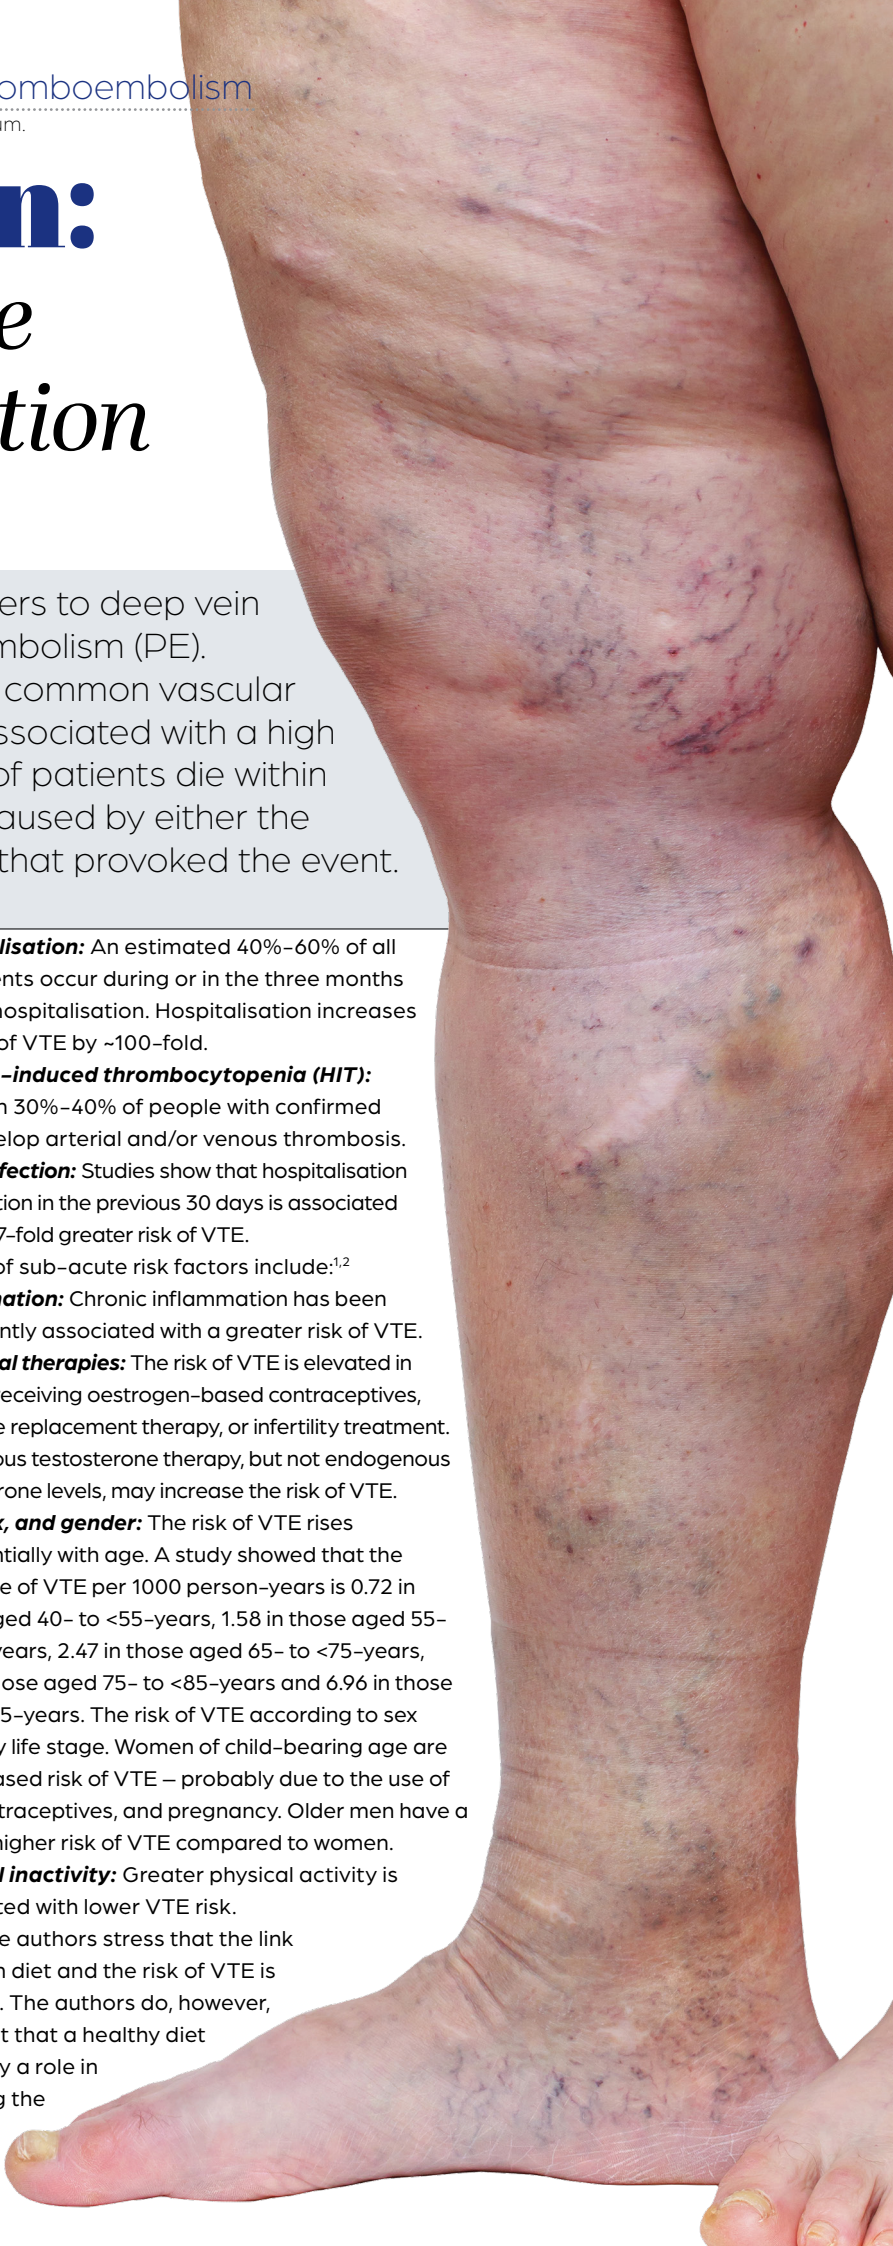 omboembolism
um.
n:
e
tion
ers to deep vein
mbolism (PE).
common vascular
ssociated with a high
of patients die within
aused by either the
that provoked the event.
lisation: An estimated 40%-60% of all
ents occur during or in the three months
hospitalisation. Hospitalisation increases
of VTE by ~100-fold.
-induced thrombocytopenia (HIT):
n 30%-40% of people with confirmed
elop arterial and/or venous thrombosis.
fection: Studies show that hospitalisation
tion in the previous 30 days is associated
7-fold greater risk of VTE.
of sub-acute risk factors include:1,2
nation: Chronic inflammation has been
ntly associated with a greater risk of VTE.
al therapies: The risk of VTE is elevated in
receiving oestrogen-based contraceptives,
e replacement therapy, or infertility treatment.
ous testosterone therapy, but not endogenous
rone levels, may increase the risk of VTE.
x, and gender: The risk of VTE rises
ntially with age. A study showed that the
e of VTE per 1000 person-years is 0.72 in
ged 40- to <55-years, 1.58 in those aged 55-
years, 2.47 in those aged 65- to <75-years,
ose aged 75- to <85-years and 6.96 in those
5-years. The risk of VTE according to sex
y life stage. Women of child-bearing age are
ased risk of VTE – probably due to the use of
traceptives, and pregnancy. Older men have a
higher risk of VTE compared to women.
l inactivity: Greater physical activity is
ted with lower VTE risk.
e authors stress that the link
n diet and the risk of VTE is
. The authors do, however,
t that a healthy diet
y a role in
g the